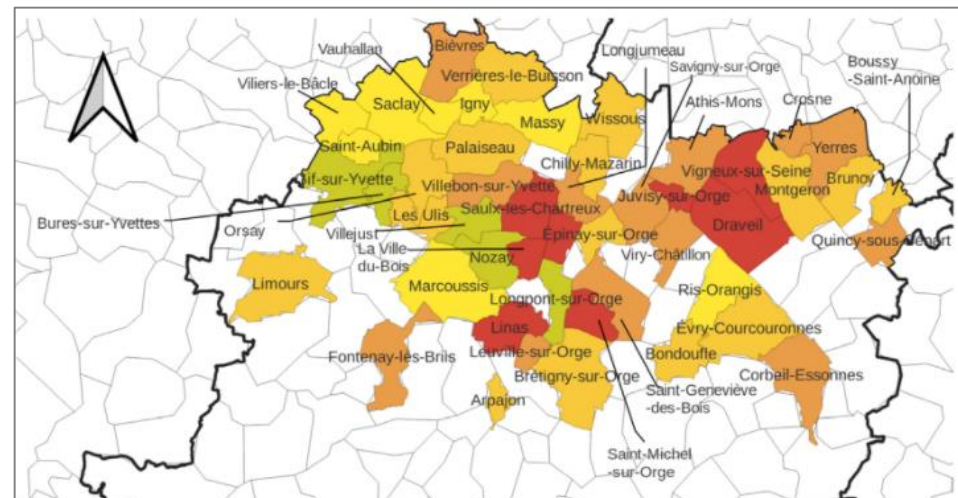 Bièvres
Longjumeau
Vauhallan
Savigny-sur-Orge
Boussy
-Saint-Anoine
Verrières-le-Buisson
Viliers-le-Bâcle
Athis-Mons
Crosne
Saclay
Igny
Massy
Wissous
Saint-Aubin
Palaiseau
Yerres
Chilly-Mazarin
Vigneux-sur-Seine
if-sur-Yvette
Villebon-sur-Yvette
Juvisy-sur-Orge
Montgeron
Brunoy
Bures-sur-Yvettes
Les Ulis
Saulx-les-Chartreux
Draveil
Orsay
Villejust
Épinay-sur-Orge
Quincy-sous-Sénart
La Ville
du-Bois
Nozay
Viry-Châtillon
Limours
Marcoussis
Ris-Orangis
Longpont-sur-Orge
Linas
Évry-Courcouronnes
Fontenay-les-Briis
Leuville-sur-Orge
Bondoufle
Brétigny-sur-Orge
Corbeil-Essonnes
Arpajon
Saint-Geneviève
-des-Bois
Saint-Michel
-sur-Orge